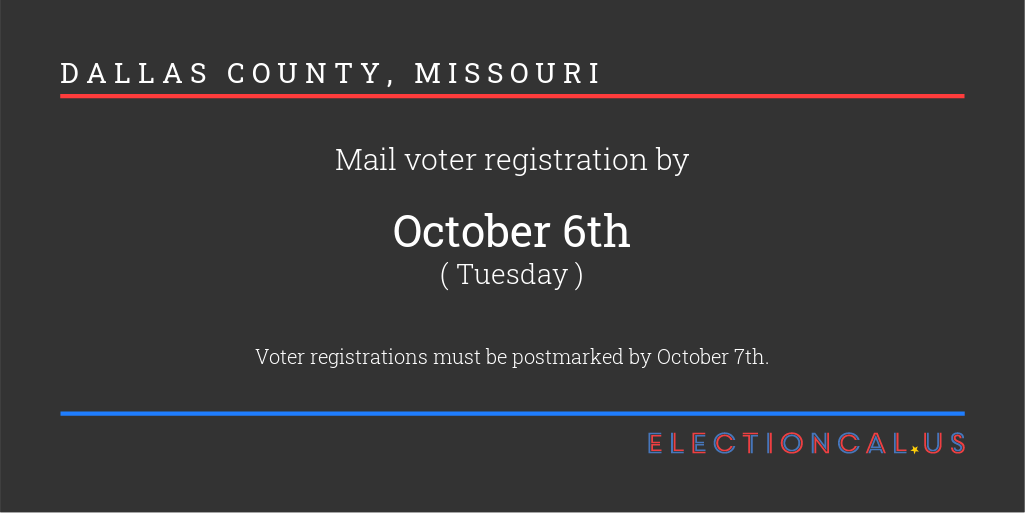 DALLAS COUNTY, MISSOURI
Mail voter registration by
October 6th
( Tuesday )
Voter registrations must be postmarked by October 7th.
ELECTIONCAL.US